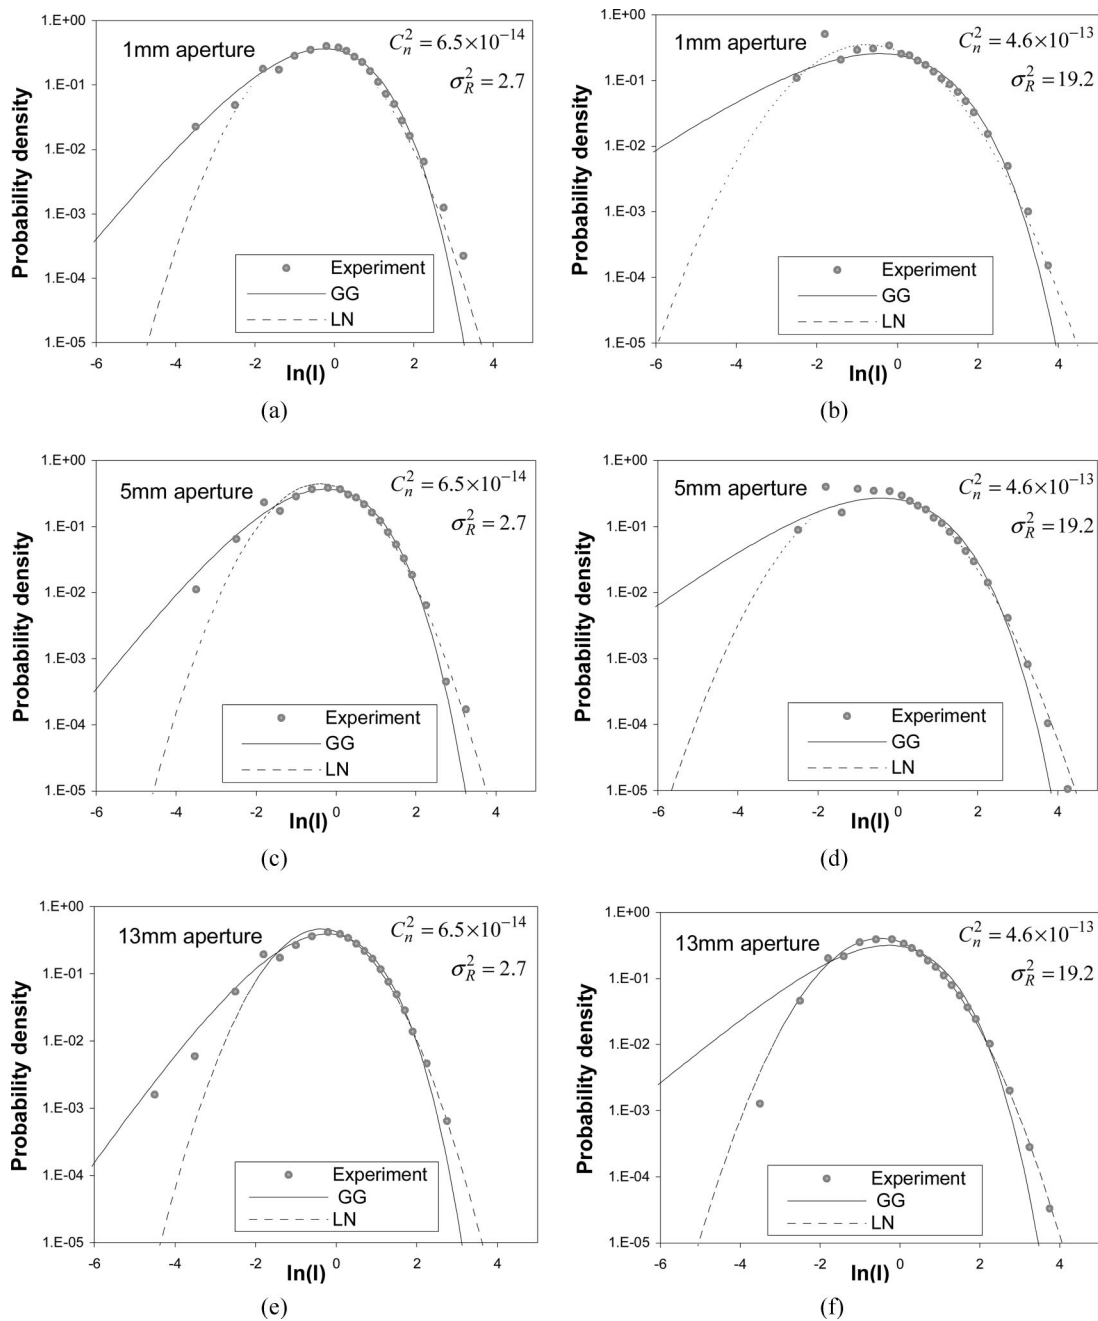 1mm aperture
C_n^2 = 6.5×10^-14
σ_R^2 = 2.7
Probability density
1.E+00
1.E-01
1.E-02
1.E-03
1.E-04
1.E-05
Experiment
GG
LN
-6 -4 -2 0 2 4
ln(I)
(a)
1mm aperture
C_n^2 = 4.6×10^-13
σ_R^2 = 19.2
Probability density
1.E+00
1.E-01
1.E-02
1.E-03
1.E-04
1.E-05
Experiment
GG
LN
-6 -4 -2 0 2 4
ln(I)
(b)
5mm aperture
C_n^2 = 6.5×10^-14
σ_R^2 = 2.7
Probability density
1.E+00
1.E-01
1.E-02
1.E-03
1.E-04
1.E-05
Experiment
GG
LN
-6 -4 -2 0 2 4
ln(I)
(c)
5mm aperture
C_n^2 = 4.6×10^-13
σ_R^2 = 19.2
Probability density
1.E+00
1.E-01
1.E-02
1.E-03
1.E-04
1.E-05
Experiment
GG
LN
-6 -4 -2 0 2 4
ln(I)
(d)
13mm aperture
C_n^2 = 6.5×10^-14
σ_R^2 = 2.7
Probability density
1.E+00
1.E-01
1.E-02
1.E-03
1.E-04
1.E-05
Experiment
GG
LN
-6 -4 -2 0 2 4
ln(I)
(e)
13mm aperture
C_n^2 = 4.6×10^-13
σ_R^2 = 19.2
Probability density
1.E+00
1.E-01
1.E-02
1.E-03
1.E-04
1.E-05
Experiment
GG
LN
-6 -4 -2 0 2 4
ln(I)
(f)